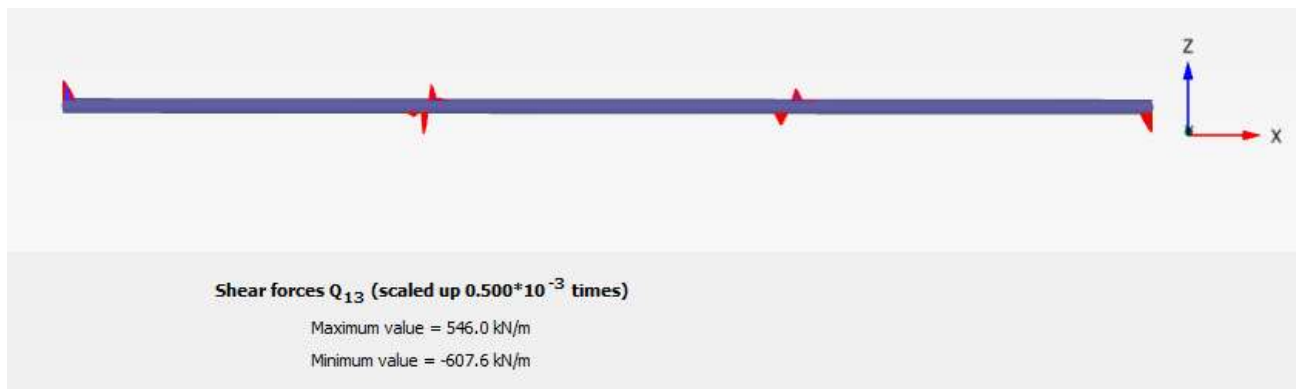 Z
X
Shear forces Q13 (scaled up 0.500*10-3 times)
Maximum value = 546.0 kN/m
Minimum value = -607.6 kN/m